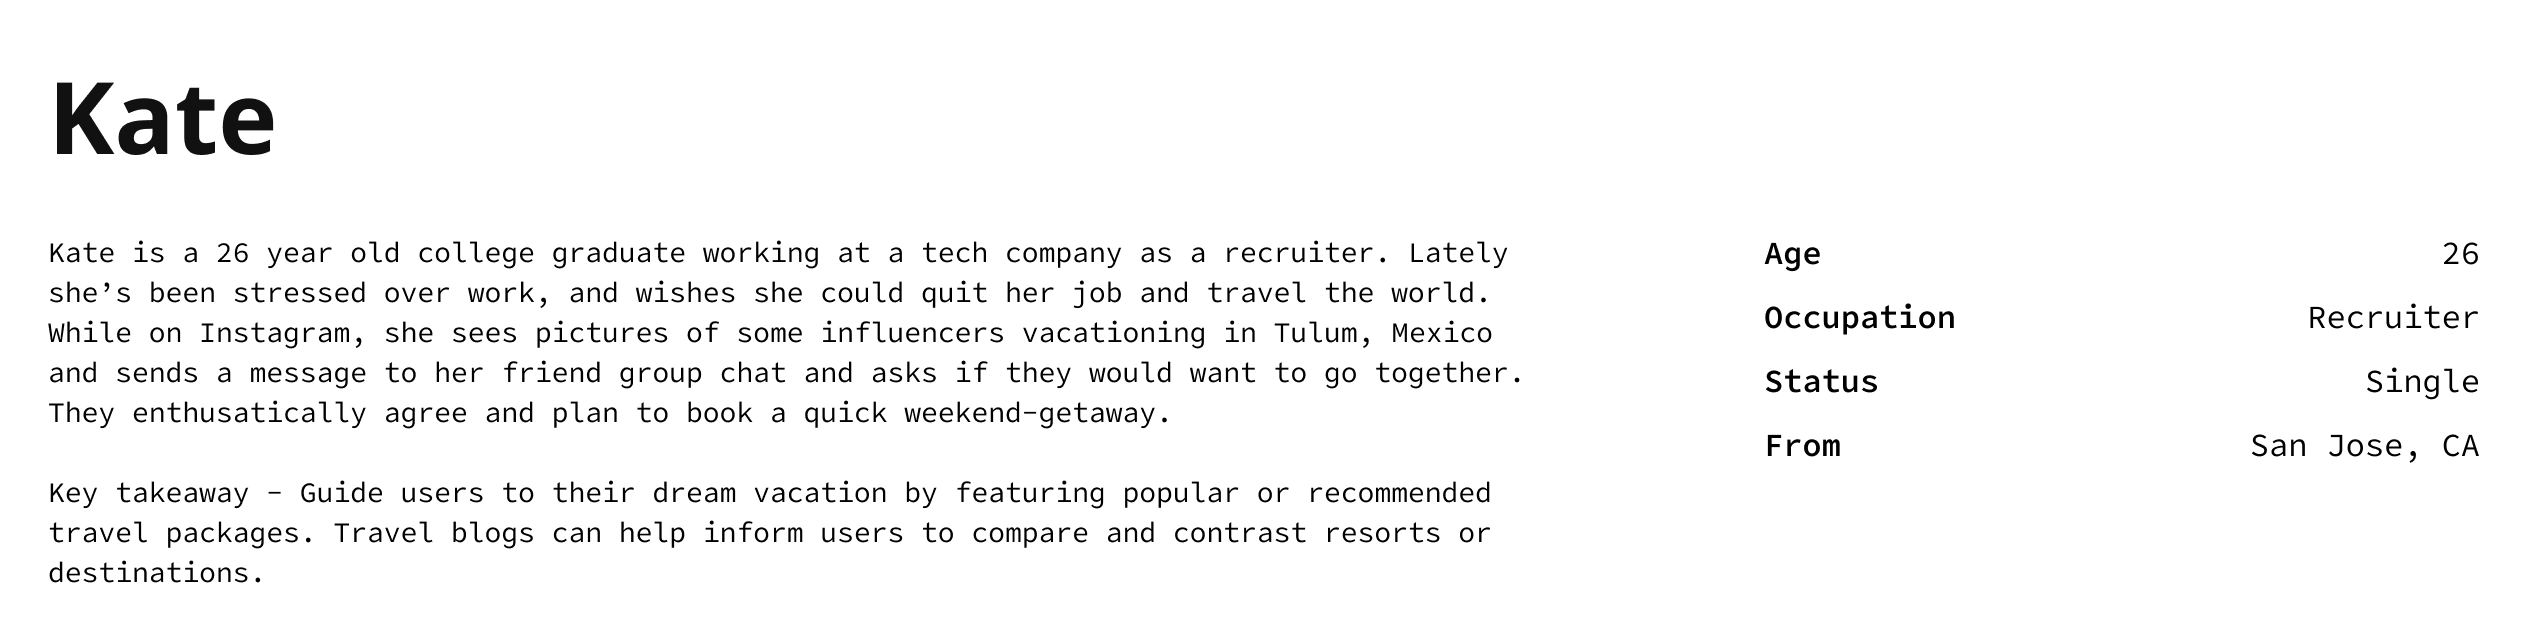 Kate
Kate is a 26 year old college graduate working at a tech company as a recruiter. Lately
she’s been stressed over work, and wishes she could quit her job and travel the world.
While on Instagram, she sees pictures of some influencers vacationing in Tulum, Mexico
and sends a message to her friend group chat and asks if they would want to go together.
They enthusatically agree and plan to book a quick weekend-getaway.
Key takeaway - Guide users to their dream vacation by featuring popular or recommended
travel packages. Travel blogs can help inform users to compare and contrast resorts or
destinations.
Age 26
Occupation Recruiter
Status Single
From San Jose, CA